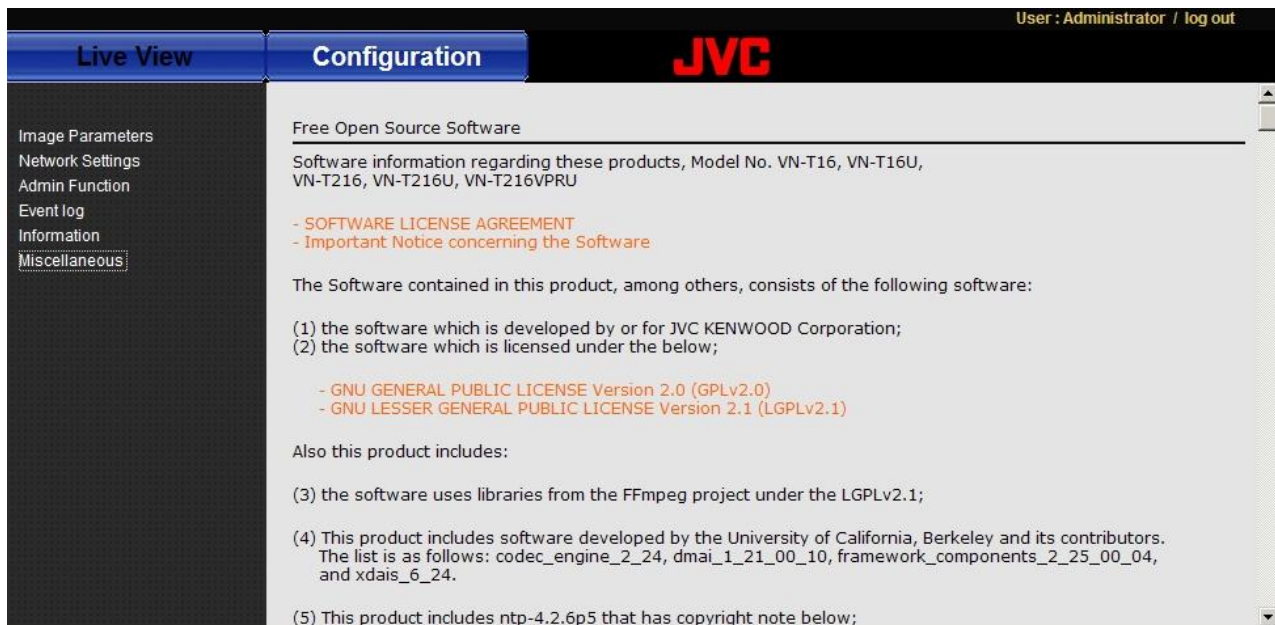 User : Administrator / log out
Live View
Configuration
JVC
Image Parameters
Network Settings
Admin Function
Event log
Information
Miscellaneous
Free Open Source Software
Software information regarding these products, Model No. VN-T16, VN-T16U,
VN-T216, VN-T216U, VN-T216VPRU
- SOFTWARE LICENSE AGREEMENT
- Important Notice concerning the Software
The Software contained in this product, among others, consists of the following software:
(1) the software which is developed by or for JVC KENWOOD Corporation;
(2) the software which is licensed under the below;
- GNU GENERAL PUBLIC LICENSE Version 2.0 (GPLv2.0)
- GNU LESSER GENERAL PUBLIC LICENSE Version 2.1 (LGPLv2.1)
Also this product includes:
(3) the software uses libraries from the FFmpeg project under the LGPLv2.1;
(4) This product includes software developed by the University of California, Berkeley and its contributors.
The list is as follows: codec_engine_2_24, dmai_1_21_00_10, framework_components_2_25_00_04,
and xdais_6_24.
(5) This product includes ntp-4.2.6p5 that has copyright note below;